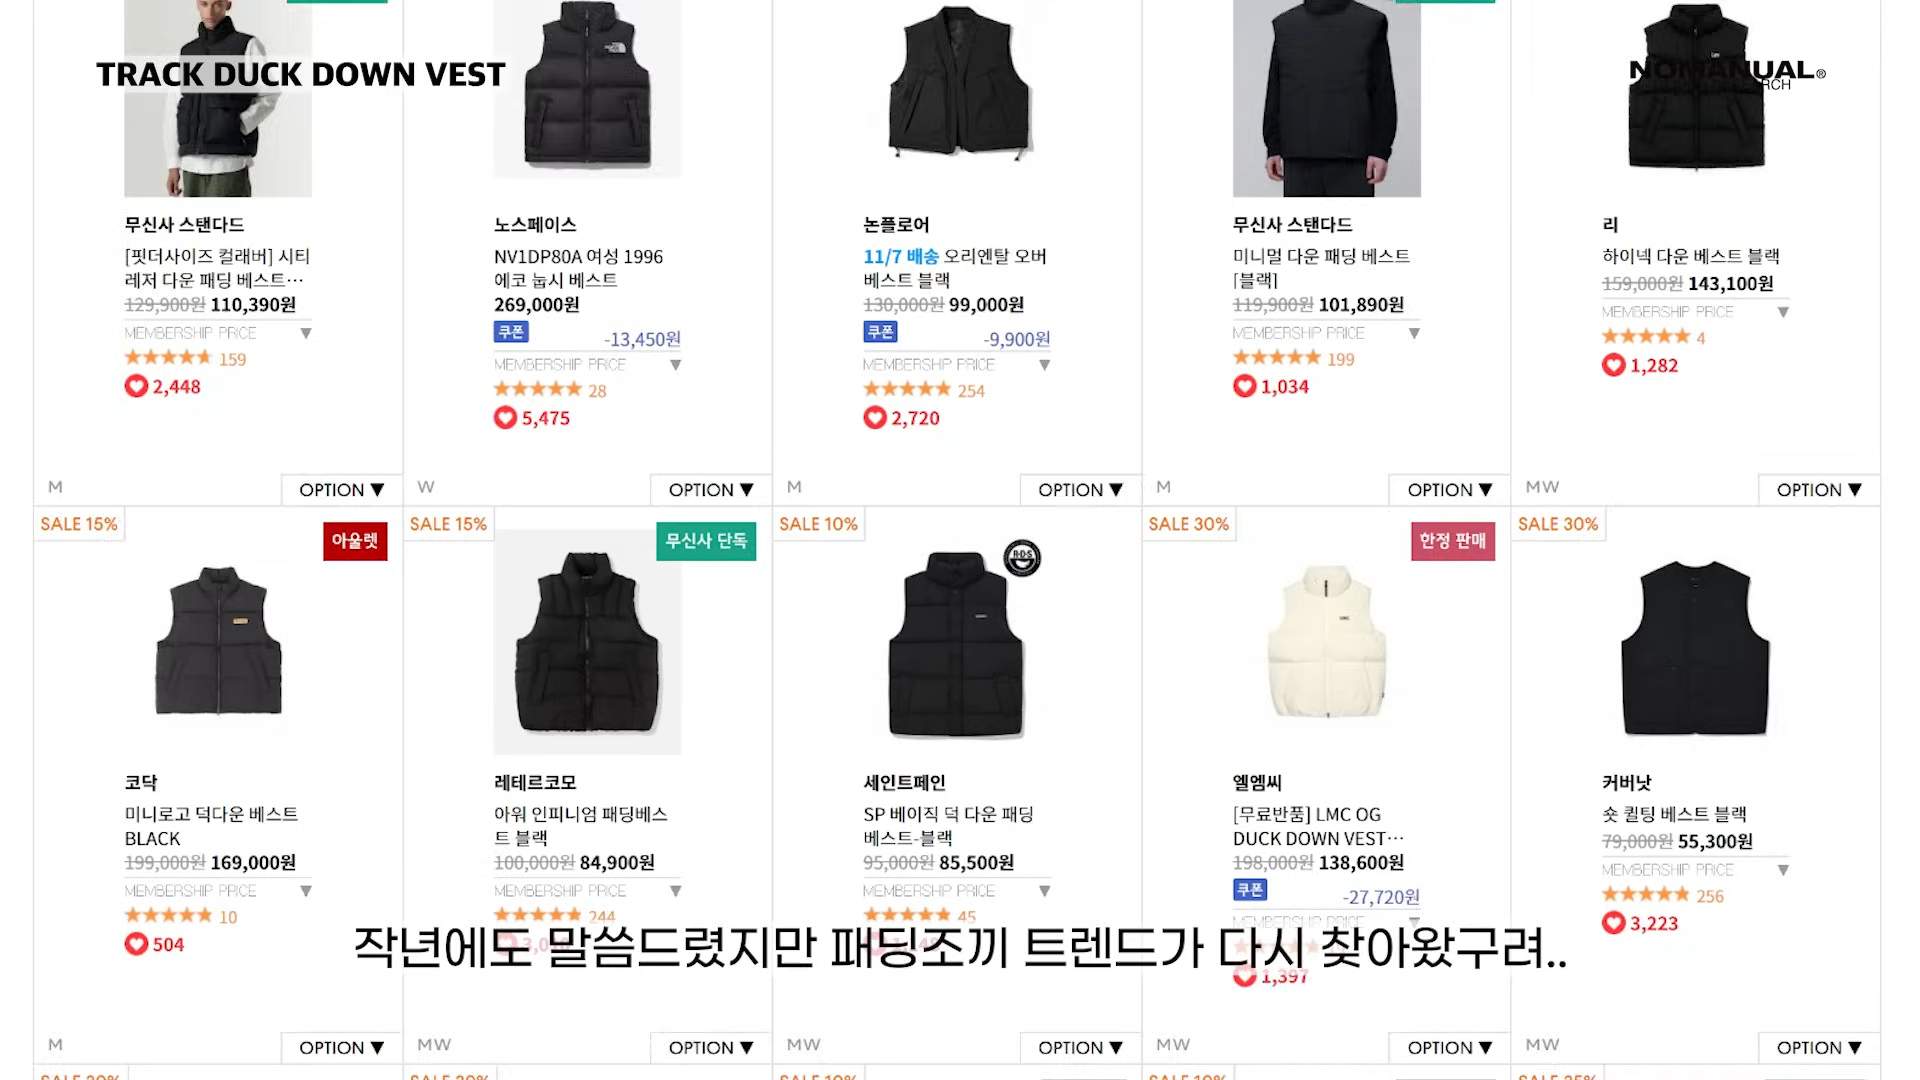 TRACK DUCK DOWN VEST
NOMANUAL®
무신사 스탠다드
[핏더사이즈 컬래버] 시티
레저 다운 패딩 베스트…
129,900원 110,390원
MEMBERSHIP PRICE ▼
159
2,448
M
OPTION ▼
노스페이스
NV1DP80A 여성 1996
에코 눕시 베스트
269,000원
쿠폰 -13,450원
MEMBERSHIP PRICE ▼
28
5,475
W
OPTION ▼
논플로어
11/7 배송 오리엔탈 오버
베스트 블랙
130,000원 99,000원
쿠폰 -9,900원
MEMBERSHIP PRICE ▼
254
2,720
M
OPTION ▼
무신사 스탠다드
미니멀 다운 패딩 베스트
[블랙]
119,900원 101,890원
MEMBERSHIP PRICE ▼
199
1,034
M
OPTION ▼
리
하이넥 다운 베스트 블랙
159,000원 143,100원
MEMBERSHIP PRICE ▼
4
1,282
MW
OPTION ▼
SALE 15%
아울렛
코닥
미니로고 덕다운 베스트
BLACK
199,000원 169,000원
MEMBERSHIP PRICE ▼
10
504
M
OPTION ▼
SALE 15%
무신사 단독
레테르코모
아워 인피니엄 패딩베스
트 블랙
100,000원 84,900원
MEMBERSHIP PRICE ▼
244
MW
OPTION ▼
SALE 10%
R·D·S
세인트페인
SP 베이직 덕 다운 패딩
베스트-블랙
95,000원 85,500원
MEMBERSHIP PRICE ▼
45
MW
OPTION ▼
SALE 30%
한정 판매
LMC
엘엠씨
[무료반품] LMC OG
DUCK DOWN VEST…
198,000원 138,600원
쿠폰 -27,720원
MEMBERSHIP PRICE ▼
1,397
MW
OPTION ▼
SALE 30%
커버낫
숏 퀼팅 베스트 블랙
79,000원 55,300원
MEMBERSHIP PRICE ▼
256
3,223
MW
OPTION ▼
작년에도 말씀드렸지만 패딩조끼 트렌드가 다시 찾아왔구려..